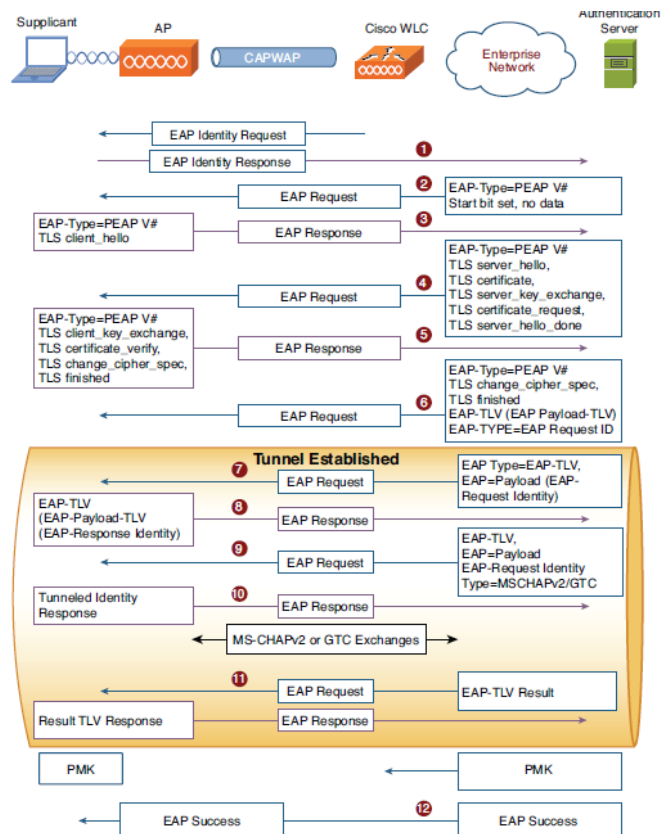 Supplicant
AP
CAPWAP
Cisco WLC
Enterprise
Network
Authentication
Server
EAP Identity Request
EAP Identity Response
1
2
EAP Request
EAP-Type=PEAP V#
Start bit set, no data
EAP-Type=PEAP V#
TLS client_hello
EAP Response
3
EAP Request
4
EAP-Type=PEAP V#
TLS server_hello,
TLS certificate,
TLS server_key_exchange,
TLS certificate_request,
TLS server_hello_done
EAP-Type=PEAP V#
TLS client_key_exchange,
TLS certificate_verify,
TLS change_cipher_spec,
TLS finished
EAP Response
5
EAP Request
6
EAP-Type=PEAP V#
TLS change_cipher_spec,
TLS finished
EAP-TLV (EAP Payload-TLV)
EAP-TYPE=EAP Request ID
Tunnel Established
7
EAP Request
EAP Type=EAP-TLV,
EAP=Payload (EAP-
Request Identity)
EAP-TLV
(EAP-Payload-TLV
(EAP-Response Identity)
8
EAP Response
9
EAP Request
EAP-TLV,
EAP=Payload
EAP-Request Identity
Type=MSCHAPv2/GTC
Tunneled Identity
Response
10
EAP Response
MS-CHAPv2 or GTC Exchanges
11
EAP Request
EAP-TLV Result
Result TLV Response
EAP Response
PMK
PMK
12
EAP Success
EAP Success